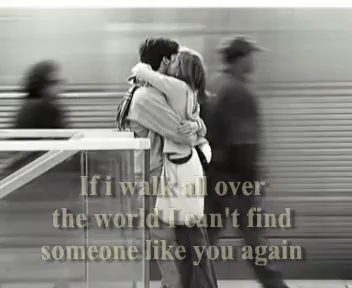 If i walk all over
the world I can't find
someone like you again